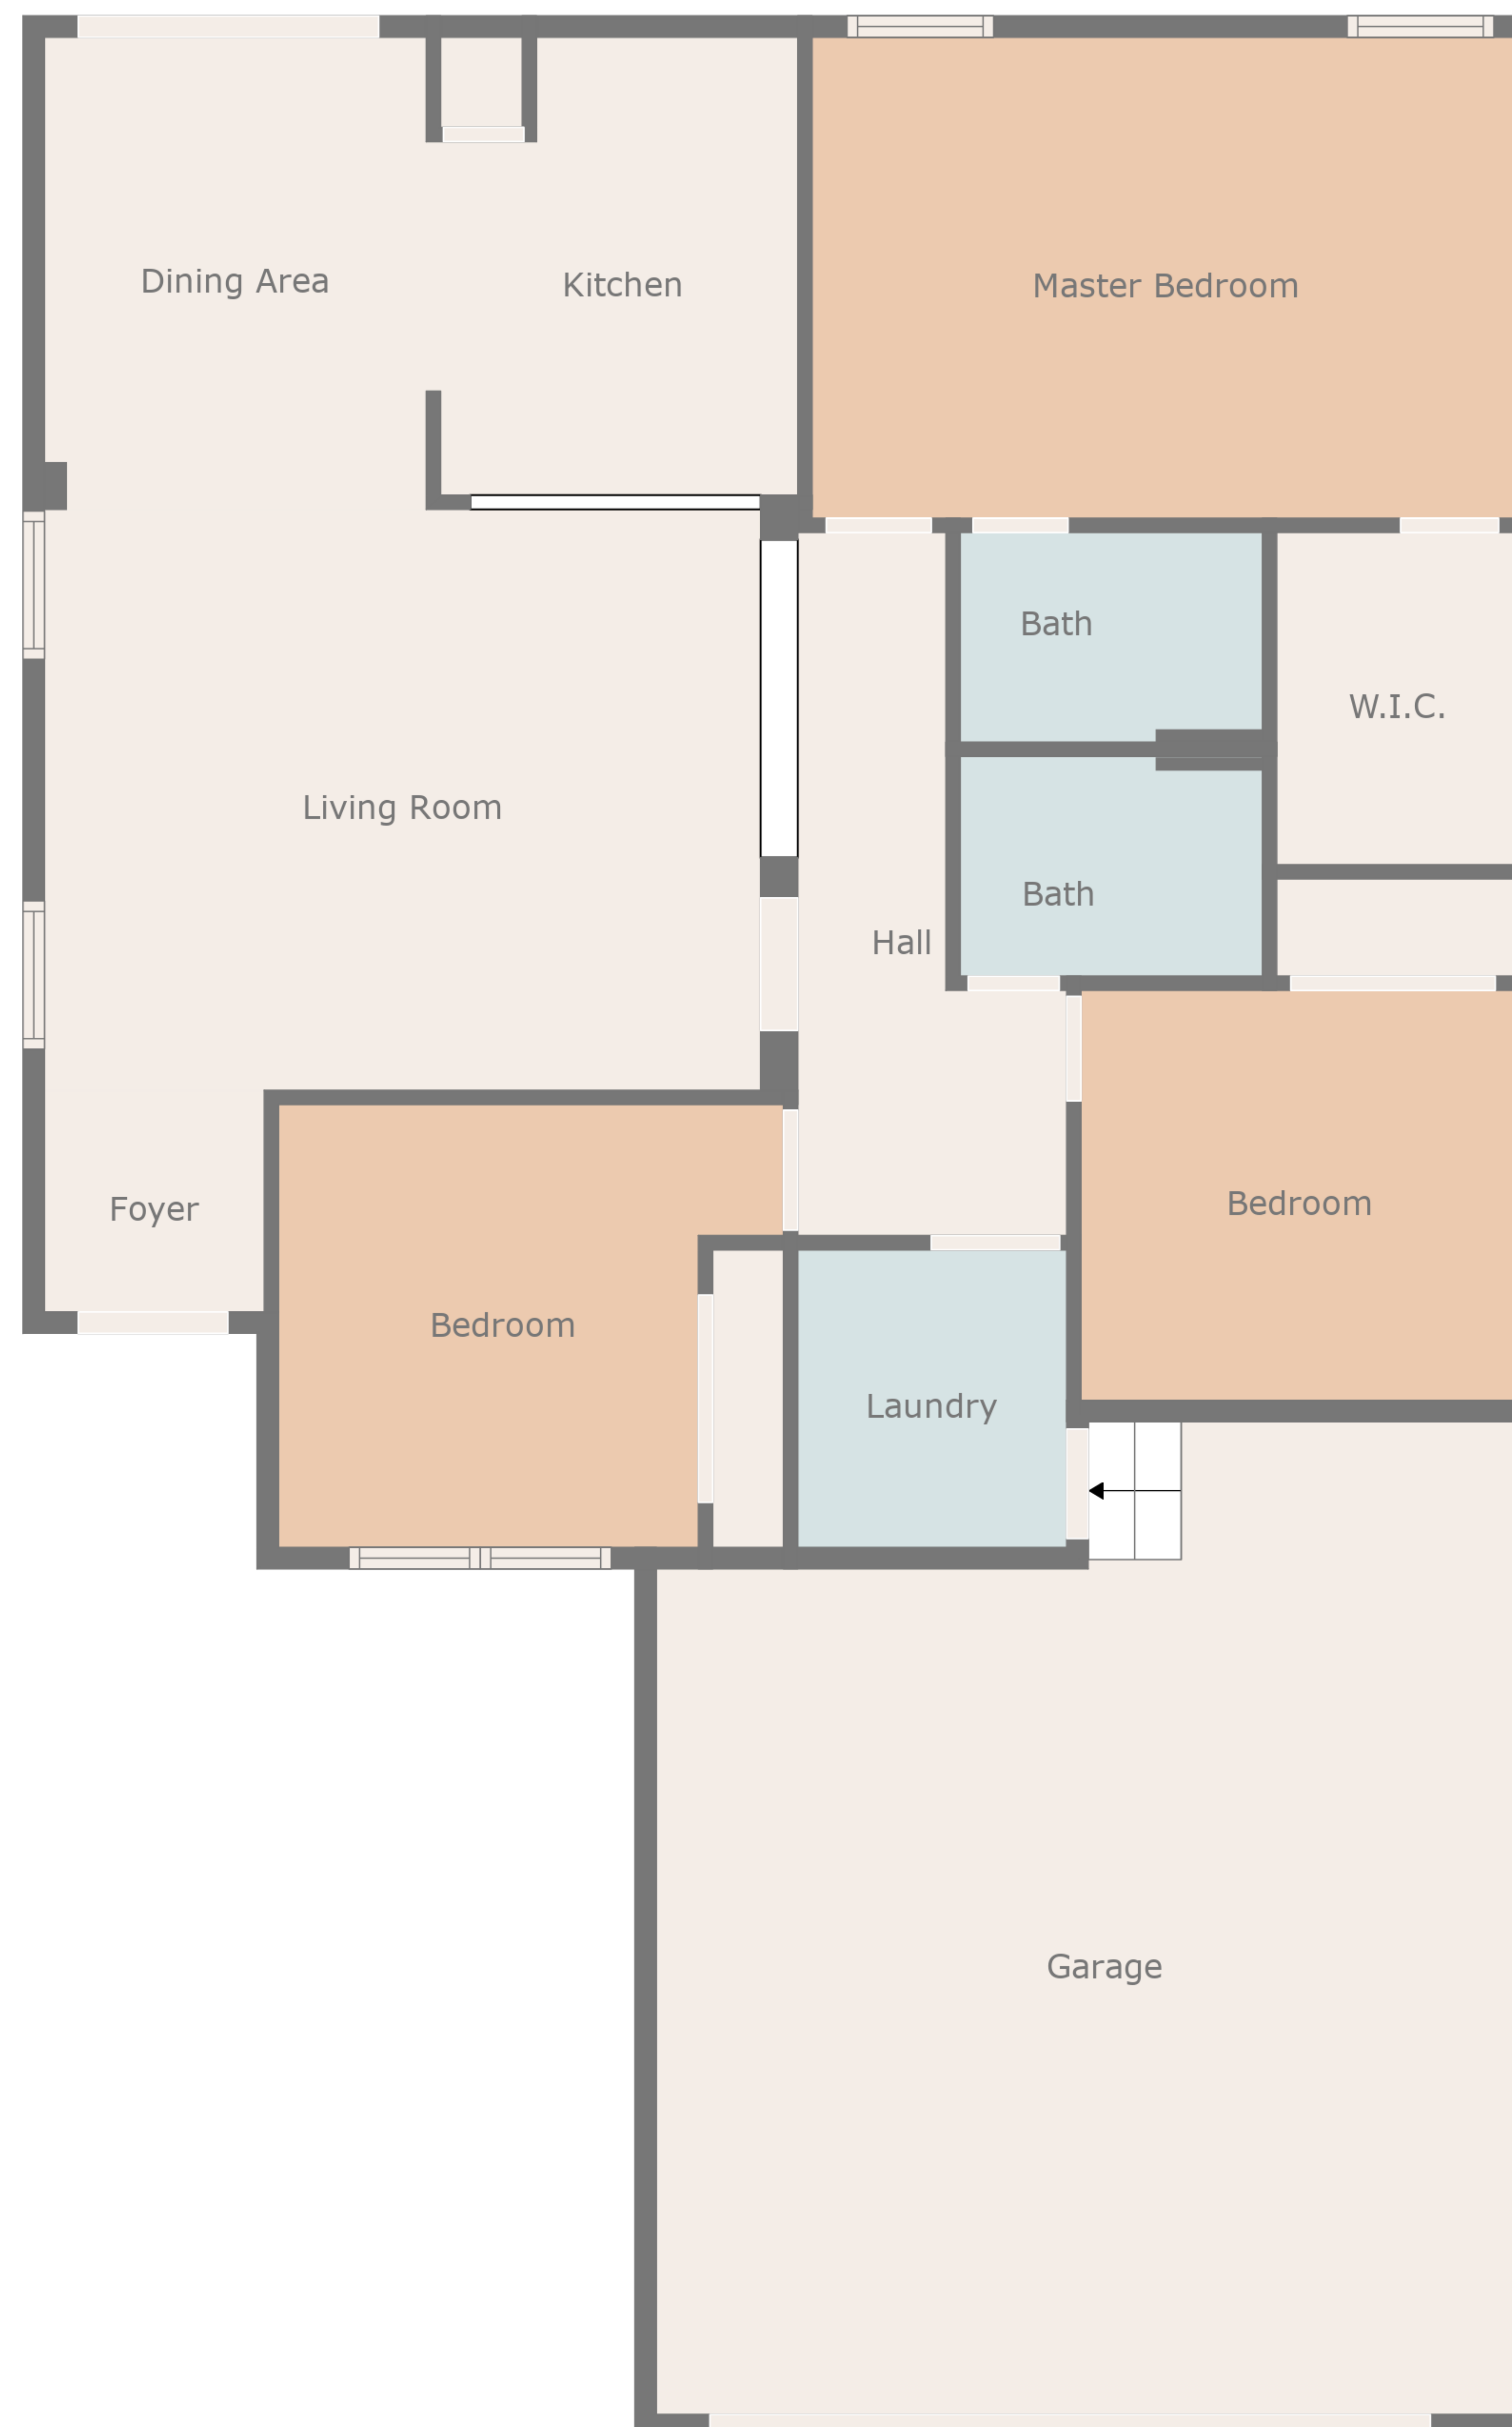 Dining Area
Kitchen
Master Bedroom
Bath
W.I.C.
Living Room
Bath
Hall
Foyer
Bedroom
Bedroom
Laundry
Garage